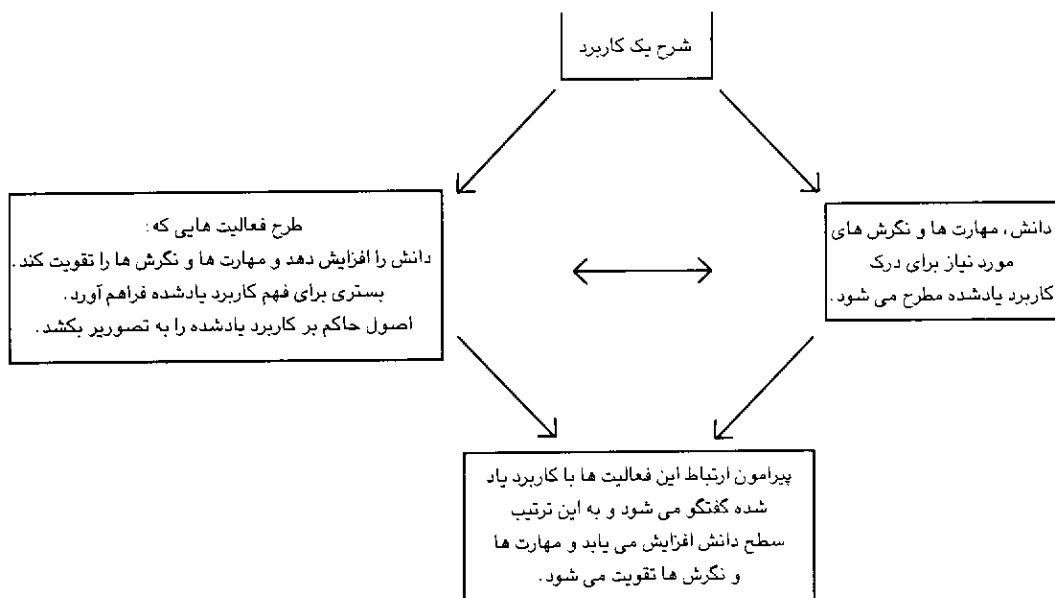 شرح یک کاربرد
دانش، مهارت ها و نگرش های
مورد نیاز برای درک
کاربرد یادشده مطرح می شود.
طرح فعالیت هایی که:
دانش را افزایش دهد و مهارت ها و نگرش ها را تقویت کند.
بستری برای فهم کاربرد یادشده فراهم آورد.
اصول حاکم بر کاربرد یادشده را به تصوریر بکشد.
پیرامون ارتباط این فعالیت ها با کاربرد یاد
شده گفتگو می شود و به این ترتیب
سطح دانش افزایش می یابد و مهارت ها
و نگرش ها تقویت می شود.